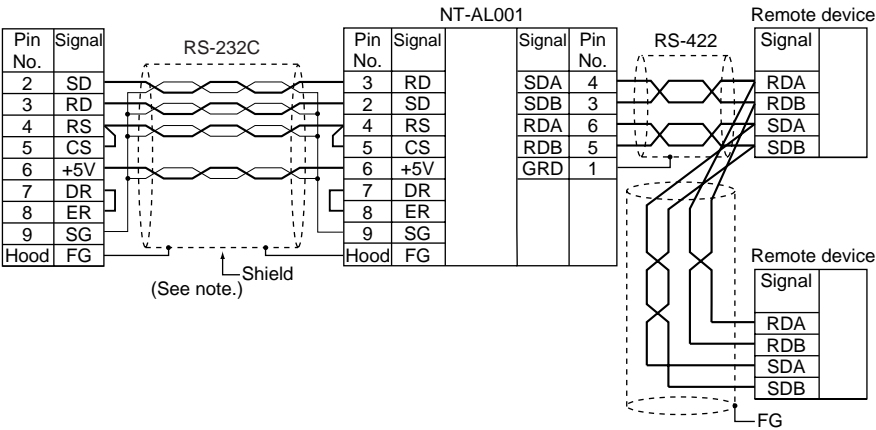 NT-AL001
Remote device
Pin No. Signal
RS-232C
Pin No. Signal
Signal Pin No.
RS-422
Signal
2 SD
3 RD
4 RS
5 CS
6 +5V
7 DR
8 ER
9 SG
Hood FG
3 RD
2 SD
4 RS
5 CS
6 +5V
7 DR
8 ER
9 SG
Hood FG
SDA 4
SDB 3
RDA 6
RDB 5
GRD 1
RDA
RDB
SDA
SDB
Shield
(See note.)
Remote device
Signal
RDA
RDB
SDA
SDB
FG